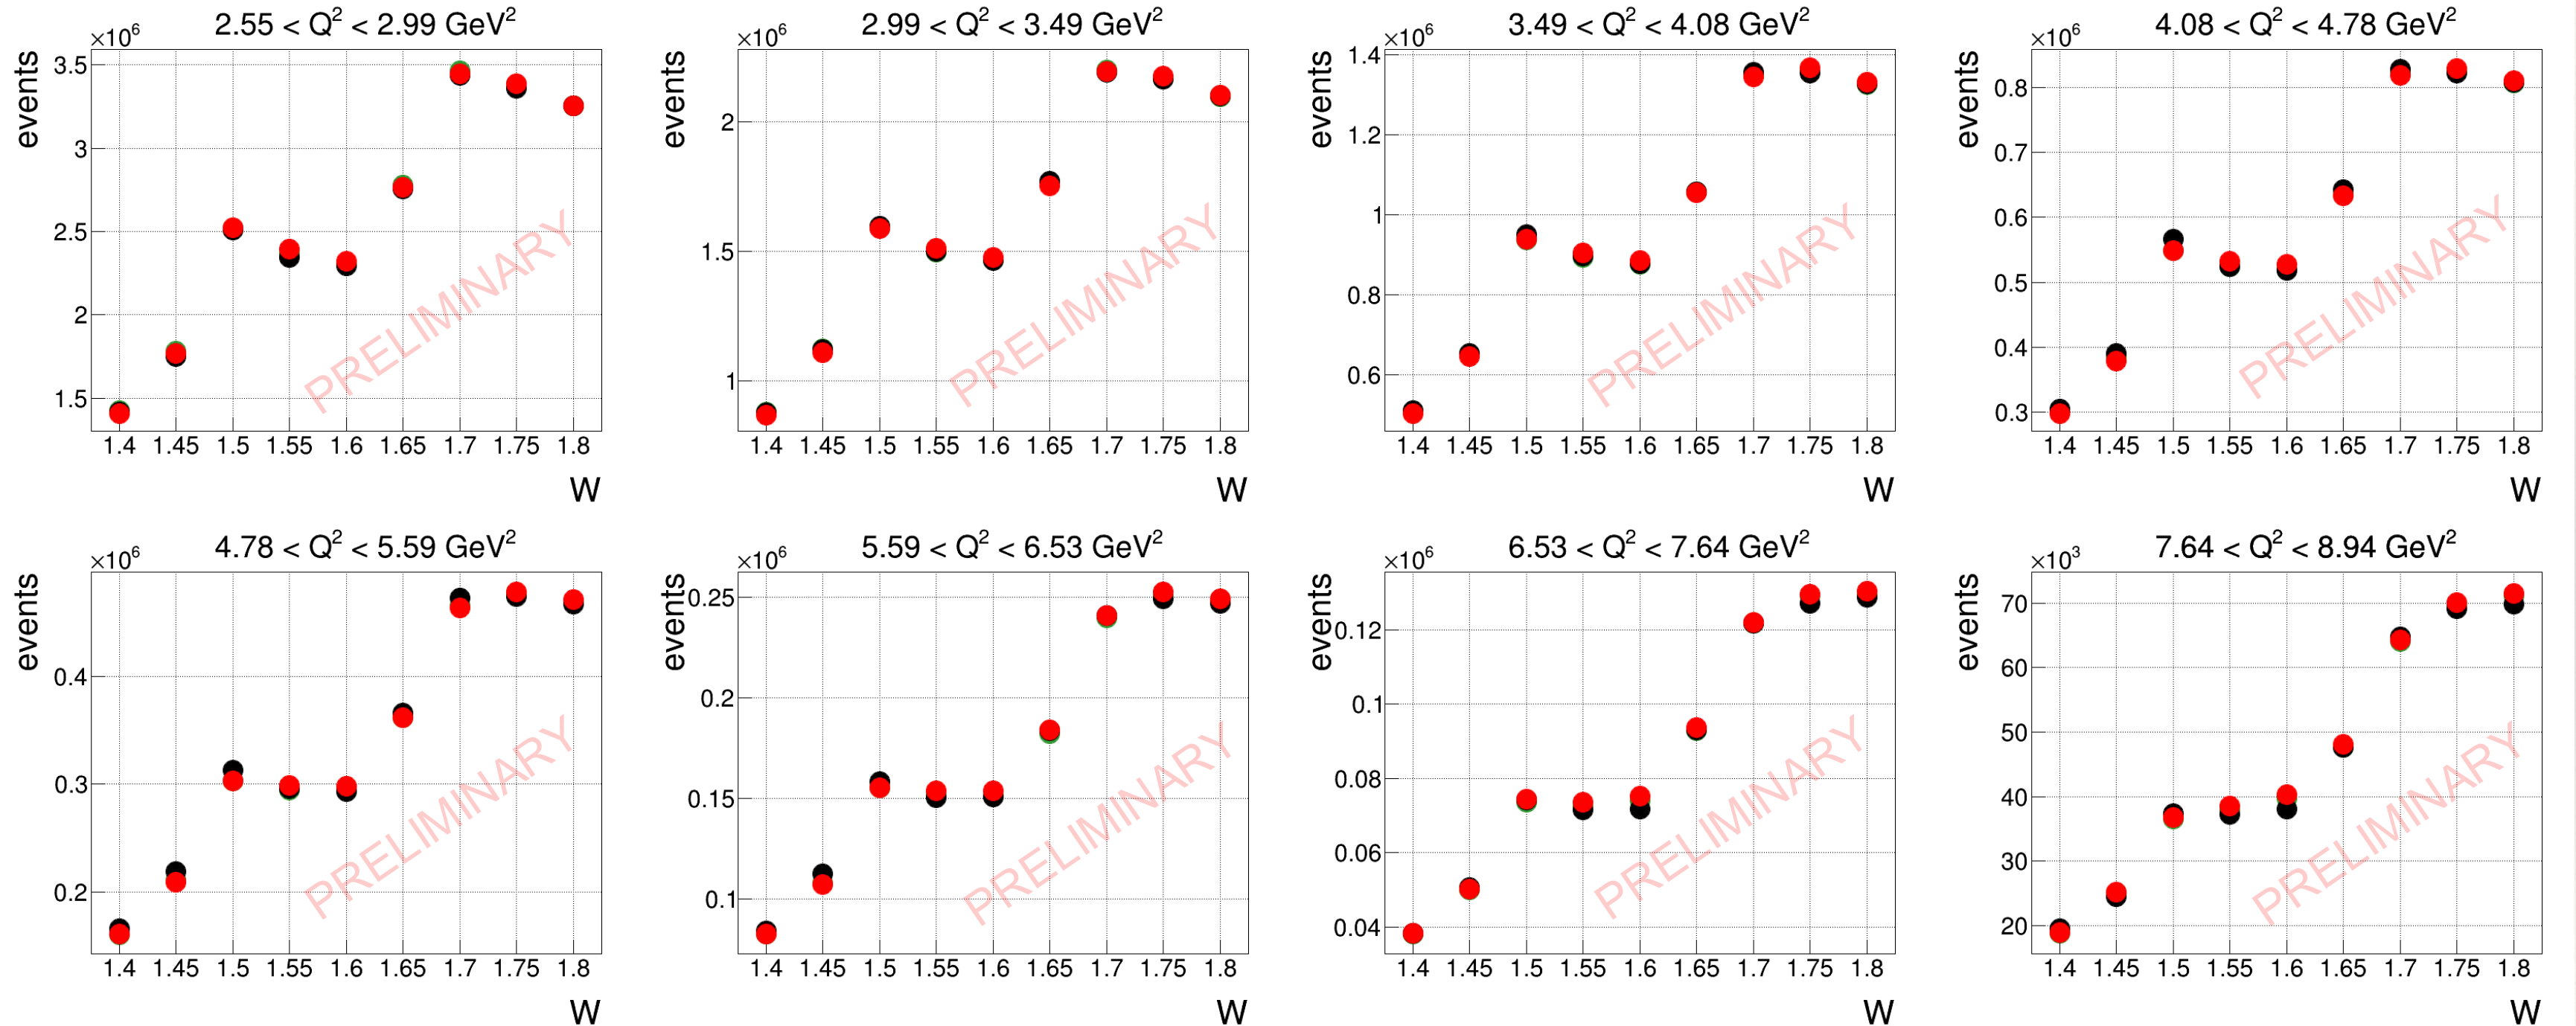 2.55 < Q² < 2.99 GeV²
×10⁶
events
3.5
3
2.5
2
1.5
PRELIMINARY
1.4 1.45 1.5 1.55 1.6 1.65 1.7 1.75 1.8
W
2.99 < Q² < 3.49 GeV²
×10⁶
events
2
1.5
1
PRELIMINARY
1.4 1.45 1.5 1.55 1.6 1.65 1.7 1.75 1.8
W
3.49 < Q² < 4.08 GeV²
×10⁶
events
1.4
1.2
1
0.8
0.6
PRELIMINARY
1.4 1.45 1.5 1.55 1.6 1.65 1.7 1.75 1.8
W
4.08 < Q² < 4.78 GeV²
×10⁶
events
0.8
0.7
0.6
0.5
0.4
0.3
PRELIMINARY
1.4 1.45 1.5 1.55 1.6 1.65 1.7 1.75 1.8
W
4.78 < Q² < 5.59 GeV²
×10⁶
events
0.4
0.3
0.2
PRELIMINARY
1.4 1.45 1.5 1.55 1.6 1.65 1.7 1.75 1.8
W
5.59 < Q² < 6.53 GeV²
×10⁶
events
0.25
0.2
0.15
0.1
PRELIMINARY
1.4 1.45 1.5 1.55 1.6 1.65 1.7 1.75 1.8
W
6.53 < Q² < 7.64 GeV²
×10⁶
events
0.12
0.1
0.08
0.06
0.04
PRELIMINARY
1.4 1.45 1.5 1.55 1.6 1.65 1.7 1.75 1.8
W
7.64 < Q² < 8.94 GeV²
×10³
events
70
60
50
40
30
20
PRELIMINARY
1.4 1.45 1.5 1.55 1.6 1.65 1.7 1.75 1.8
W